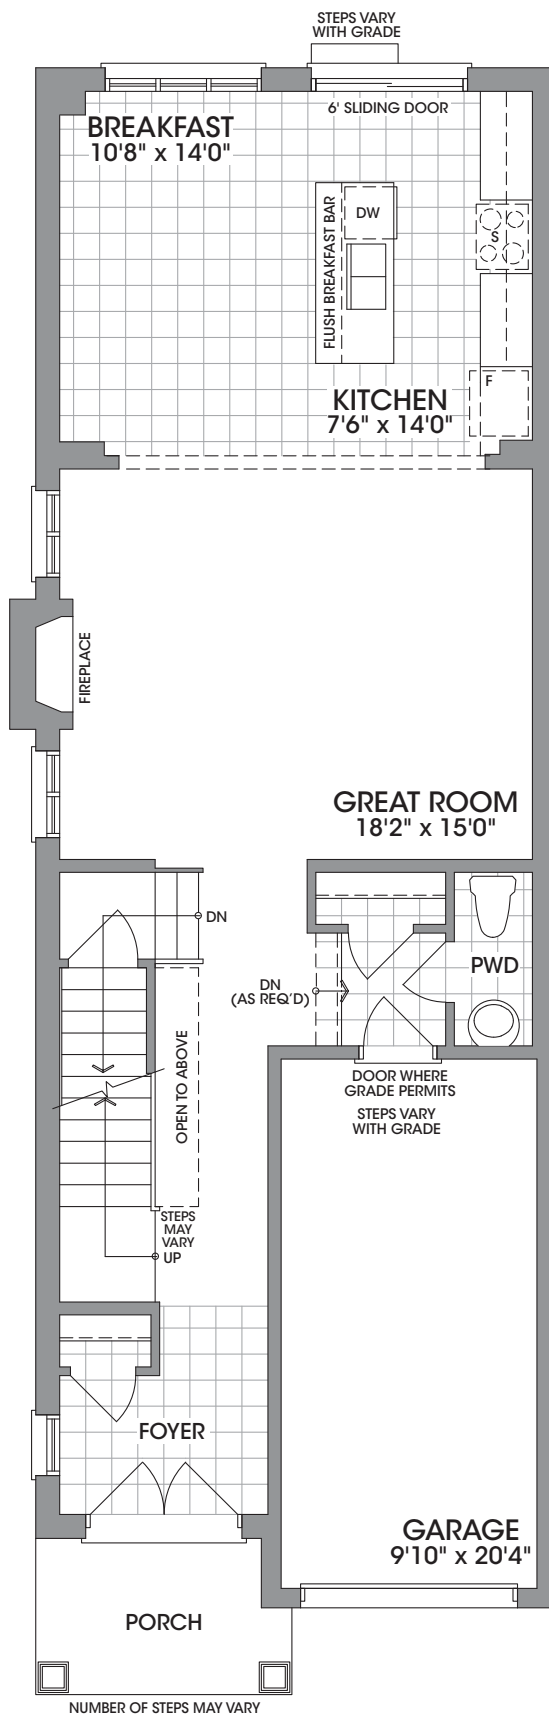 STEPS VARY
WITH GRADE
6' SLIDING DOOR
BREAKFAST
10'8" x 14'0"
DW
FLUSH BREAKFAST BAR
S
F
KITCHEN
7'6" x 14'0"
FIREPLACE
GREAT ROOM
18'2" x 15'0"
DN
PWD
DN
(AS REQ'D)
OPEN TO ABOVE
DOOR WHERE
GRADE PERMITS
STEPS VARY
WITH GRADE
STEPS
MAY
VARY
UP
FOYER
GARAGE
9'10" x 20'4"
PORCH
NUMBER OF STEPS MAY VARY